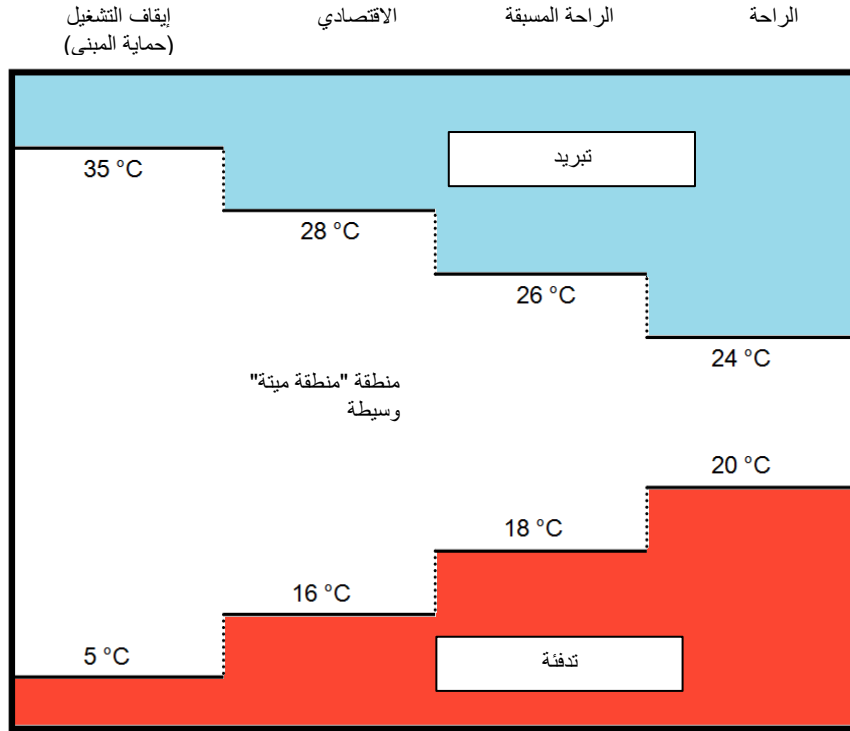 الراحة
الراحة المسبقة
الاقتصادي
إيقاف التشغيل
(حماية المبنى)
تبريد
35 °C
28 °C
26 °C
24 °C
منطقة "منطقة ميتة"
وسيطة
20 °C
18 °C
16 °C
5 °C
تدفئة